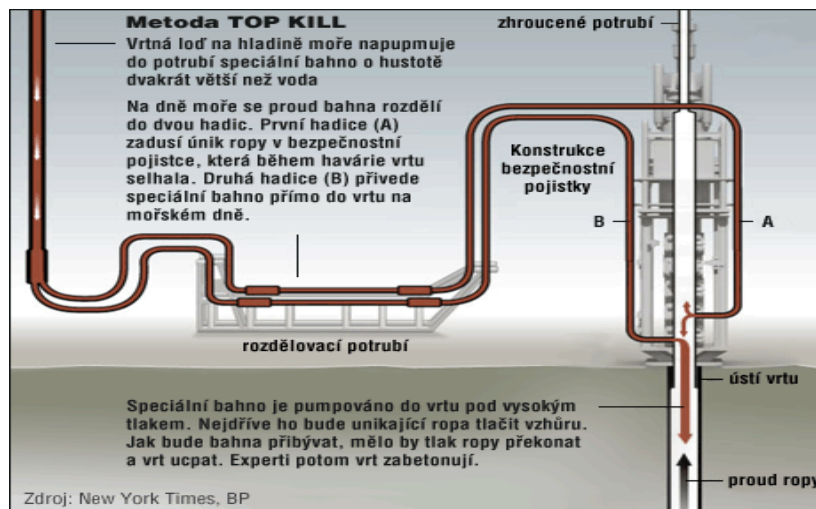 Metoda TOP KILL
Vrtná loď na hladině moře napupmuje
do potrubí speciální bahno o hustotě
dvakrát větší než voda
Na dně moře se proud bahna rozdělí
do dvou hadic. První hadice (A)
zadusí únik ropy v bezpečnostní
pojistce, která během havárie vrtu
selhala. Druhá hadice (B) přivede
speciální bahno přímo do vrtu na
mořském dně.
zhroucené potrubí
Konstrukce
bezpečnostní
pojistky
B
A
rozdělovací potrubí
ústí vrtu
Speciální bahno je pumpováno do vrtu pod vysokým
tlakem. Nejdříve ho bude unikající ropa tlačit vzhůru.
Jak bude bahna přibývat, mělo by tlak ropy překonat
a vrt ucpat. Experti potom vrt zabetonují.
proud ropy
Zdroj: New York Times, BP